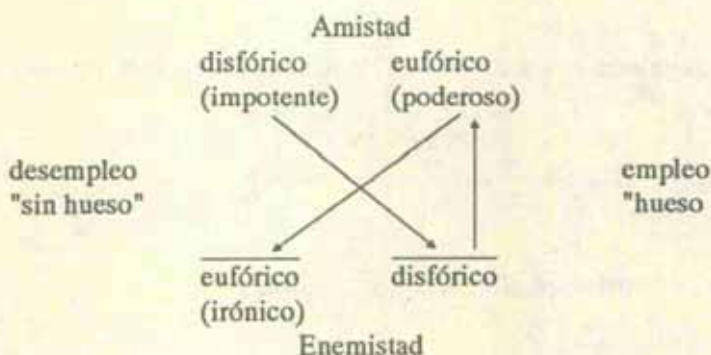 Amistad
disfórico eufórico
(impotente) (poderoso)
desempleo empleo
"sin hueso" "hueso
eufórico disfórico
(irónico)
Enemistad